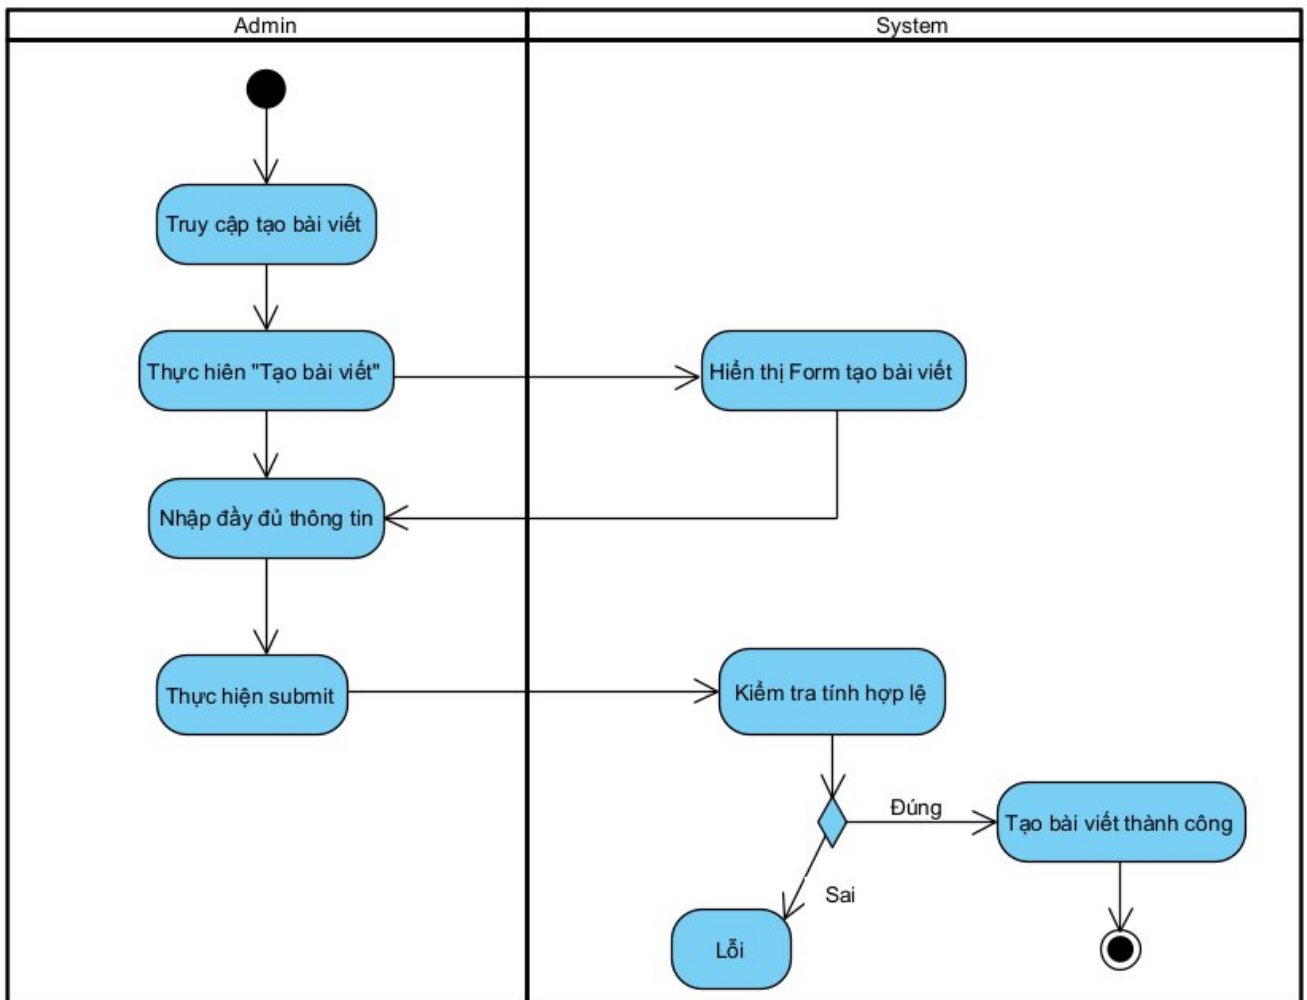 Admin
System
Truy cập tạo bài viết
Thực hiên "Tạo bài viết"
Hiển thị Form tạo bài viết
Nhập đầy đủ thông tin
Thực hiện submit
Kiểm tra tính hợp lệ
Đúng
Tạo bài viết thành công
Sai
Lỗi